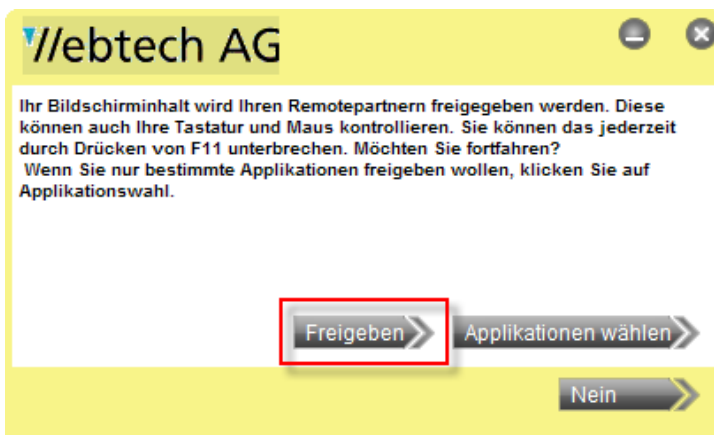 Webtech AG
Ihr Bildschirminhalt wird Ihren Remotepartnern freigegeben werden. Diese
können auch Ihre Tastatur und Maus kontrollieren. Sie können das jederzeit
durch Drücken von F11 unterbrechen. Möchten Sie fortfahren?
Wenn Sie nur bestimmte Applikationen freigeben wollen, klicken Sie auf
Applikationswahl.
Freigeben
Applikationen wählen
Nein